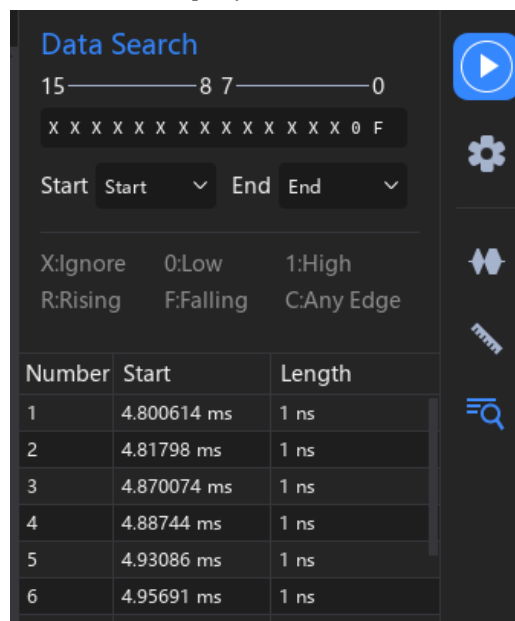 Data Search
15 8 7 0
X X X X X X X X X X X X X X 0 F
Start Start End End
X:Ignore 0:Low 1:High
R:Rising F:Falling C:Any Edge
Number Start Length
1 4.800614 ms 1 ns
2 4.81798 ms 1 ns
3 4.870074 ms 1 ns
4 4.88744 ms 1 ns
5 4.93086 ms 1 ns
6 4.95691 ms 1 ns